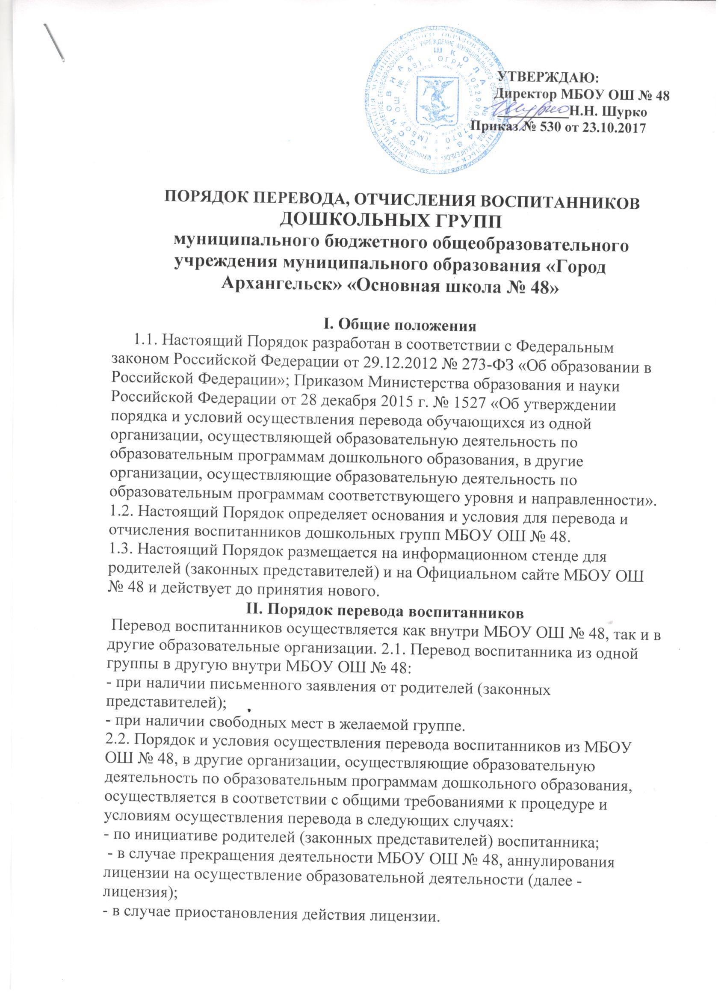 УТВЕРЖДАЮ:
Директор МБОУ ОШ № 48
__________Н.Н. Шурко
Приказ № 530 от 23.10.2017
ПОРЯДОК ПЕРЕВОДА, ОТЧИСЛЕНИЯ ВОСПИТАННИКОВ
ДОШКОЛЬНЫХ ГРУПП
муниципального бюджетного общеобразовательного
учреждения муниципального образования «Город
Архангельск» «Основная школа № 48»
I. Общие положения
1.1. Настоящий Порядок разработан в соответствии с Федеральным
законом Российской Федерации от 29.12.2012 № 273-ФЗ «Об образовании в
Российской Федерации»; Приказом Министерства образования и науки
Российской Федерации от 28 декабря 2015 г. № 1527 «Об утверждении
порядка и условий осуществления перевода обучающихся из одной
организации, осуществляющей образовательную деятельность по
образовательным программам дошкольного образования, в другие
организации, осуществляющие образовательную деятельность по
образовательным программам соответствующего уровня и направленности».
1.2. Настоящий Порядок определяет основания и условия для перевода и
отчисления воспитанников дошкольных групп МБОУ ОШ № 48.
1.3. Настоящий Порядок размещается на информационном стенде для
родителей (законных представителей) и на Официальном сайте МБОУ ОШ
№ 48 и действует до принятия нового.
II. Порядок перевода воспитанников
Перевод воспитанников осуществляется как внутри МБОУ ОШ № 48, так и в
другие образовательные организации. 2.1. Перевод воспитанника из одной
группы в другую внутри МБОУ ОШ № 48:
- при наличии письменного заявления от родителей (законных
представителей);
- при наличии свободных мест в желаемой группе.
2.2. Порядок и условия осуществления перевода воспитанников из МБОУ
ОШ № 48, в другие организации, осуществляющие образовательную
деятельность по образовательным программам дошкольного образования,
осуществляется в соответствии с общими требованиями к процедуре и
условиям осуществления перевода в следующих случаях:
- по инициативе родителей (законных представителей) воспитанника;
- в случае прекращения деятельности МБОУ ОШ № 48, аннулирования
лицензии на осуществление образовательной деятельности (далее -
лицензия);
- в случае приостановления действия лицензии.